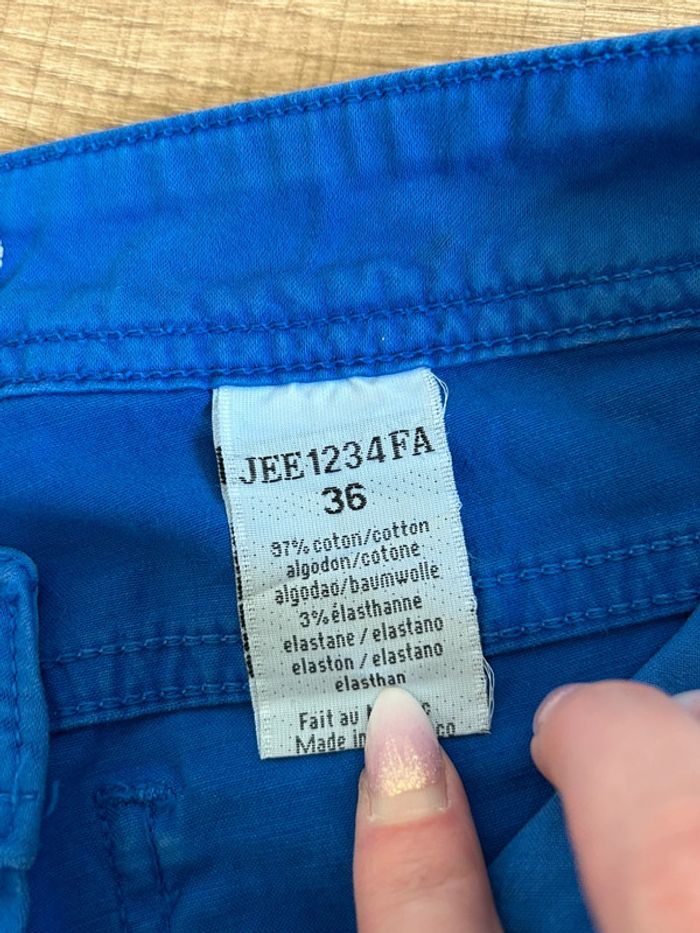 JEE1234FA
36
97% coton/cotton
algodon/cotone
algodao/baumwolle
3% élasthanne
elastane / elastano
elaston / elastano
elasthan
Fait au
Made in